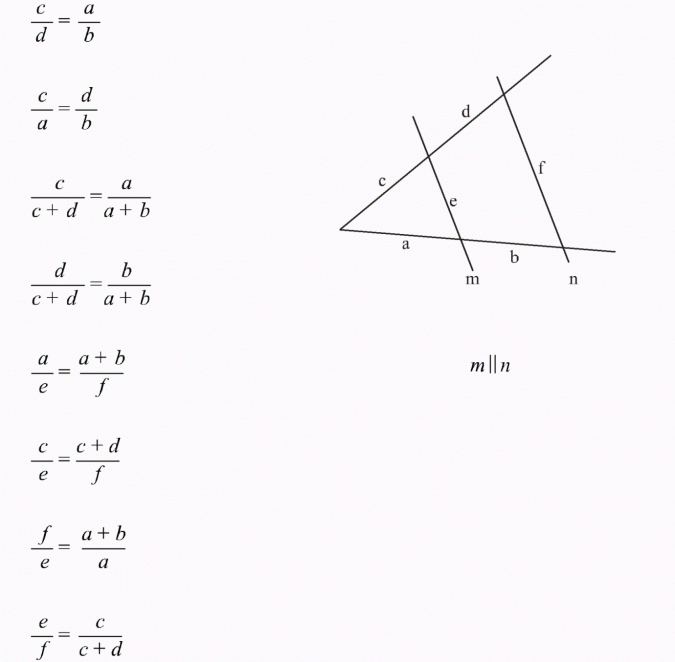 c/d = a/b
c/a = d/b
c/(c + d) = a/(a + b)
d/(c + d) = b/(a + b)
a/e = (a + b)/f
c/e = (c + d)/f
f/e = (a + b)/a
e/f = c/(c + d)
d
c
f
e
a
b
m
n
m || n